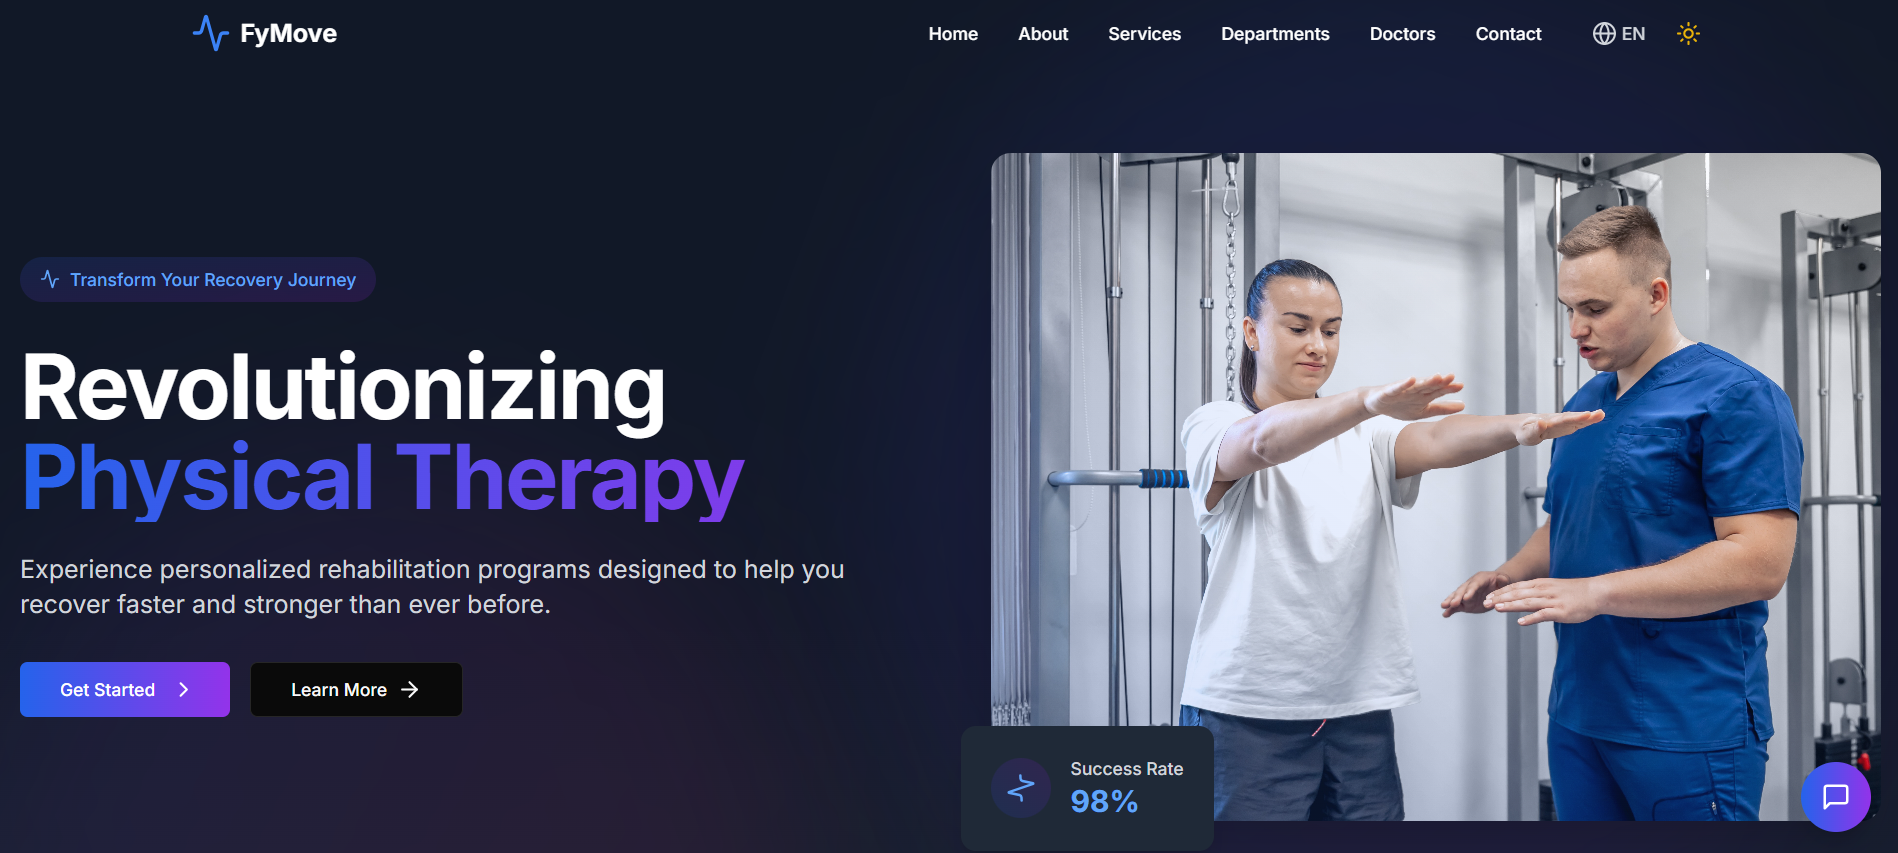 FyMove
Home About Services Departments Doctors Contact EN
Transform Your Recovery Journey
Revolutionizing
Physical Therapy
Experience personalized rehabilitation programs designed to help you
recover faster and stronger than ever before.
Get Started
Learn More
Success Rate
98%